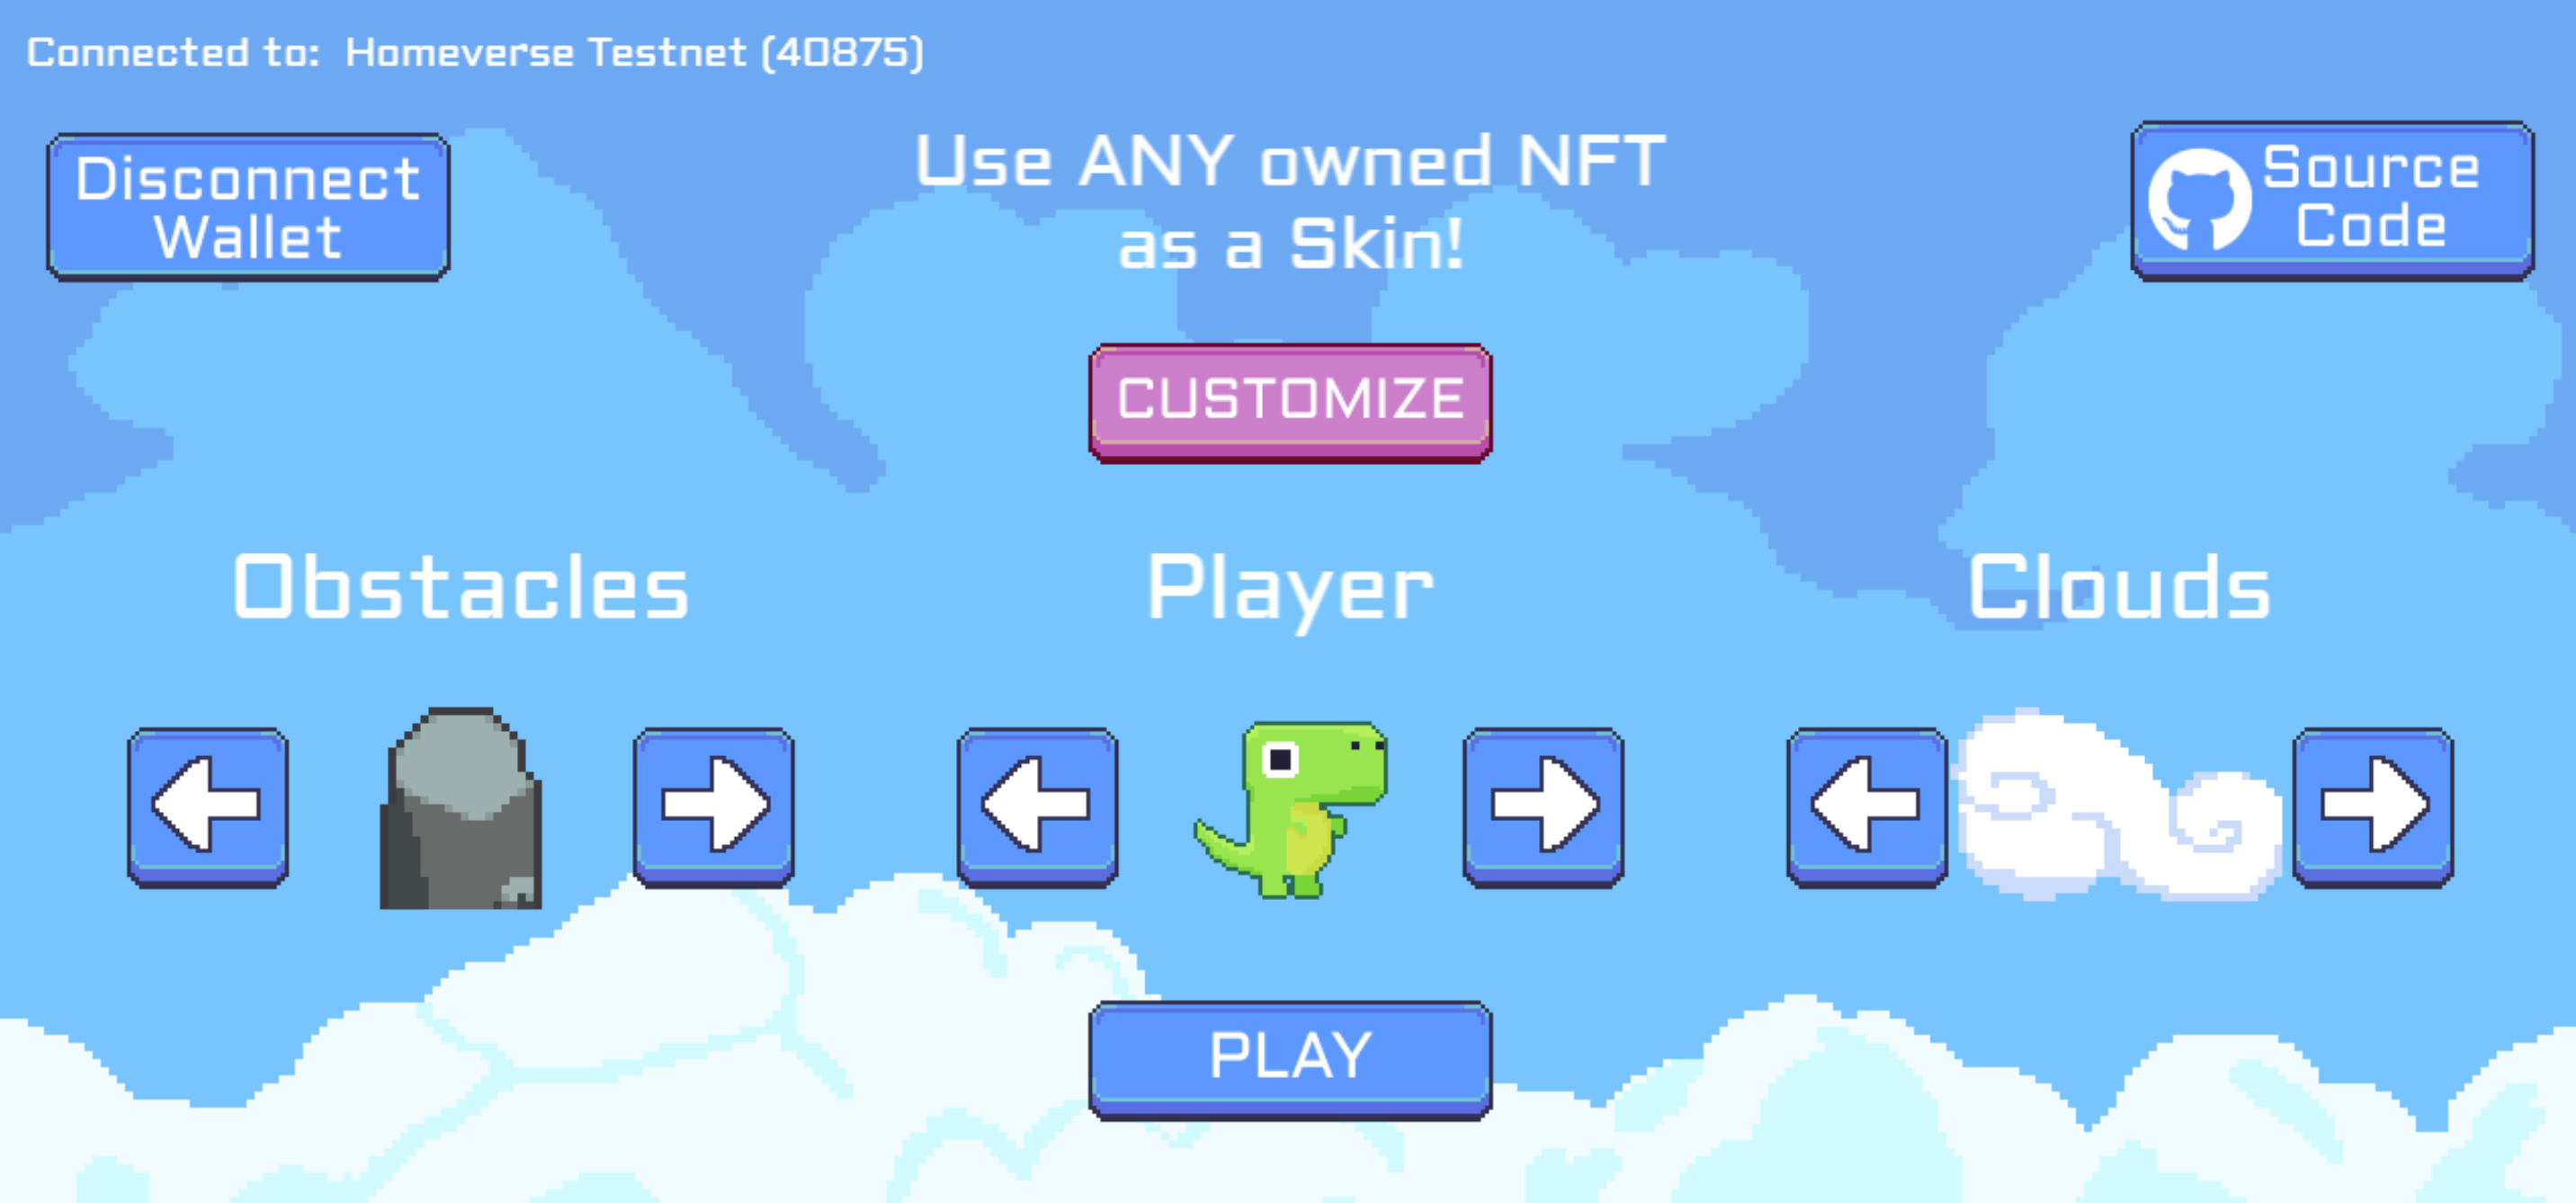 Connected to:  Homeverse Testnet (40875)
Disconnect
Wallet
Use ANY owned NFT
as a Skin!
Source
Code
CUSTOMIZE
Obstacles
Player
Clouds
PLAY